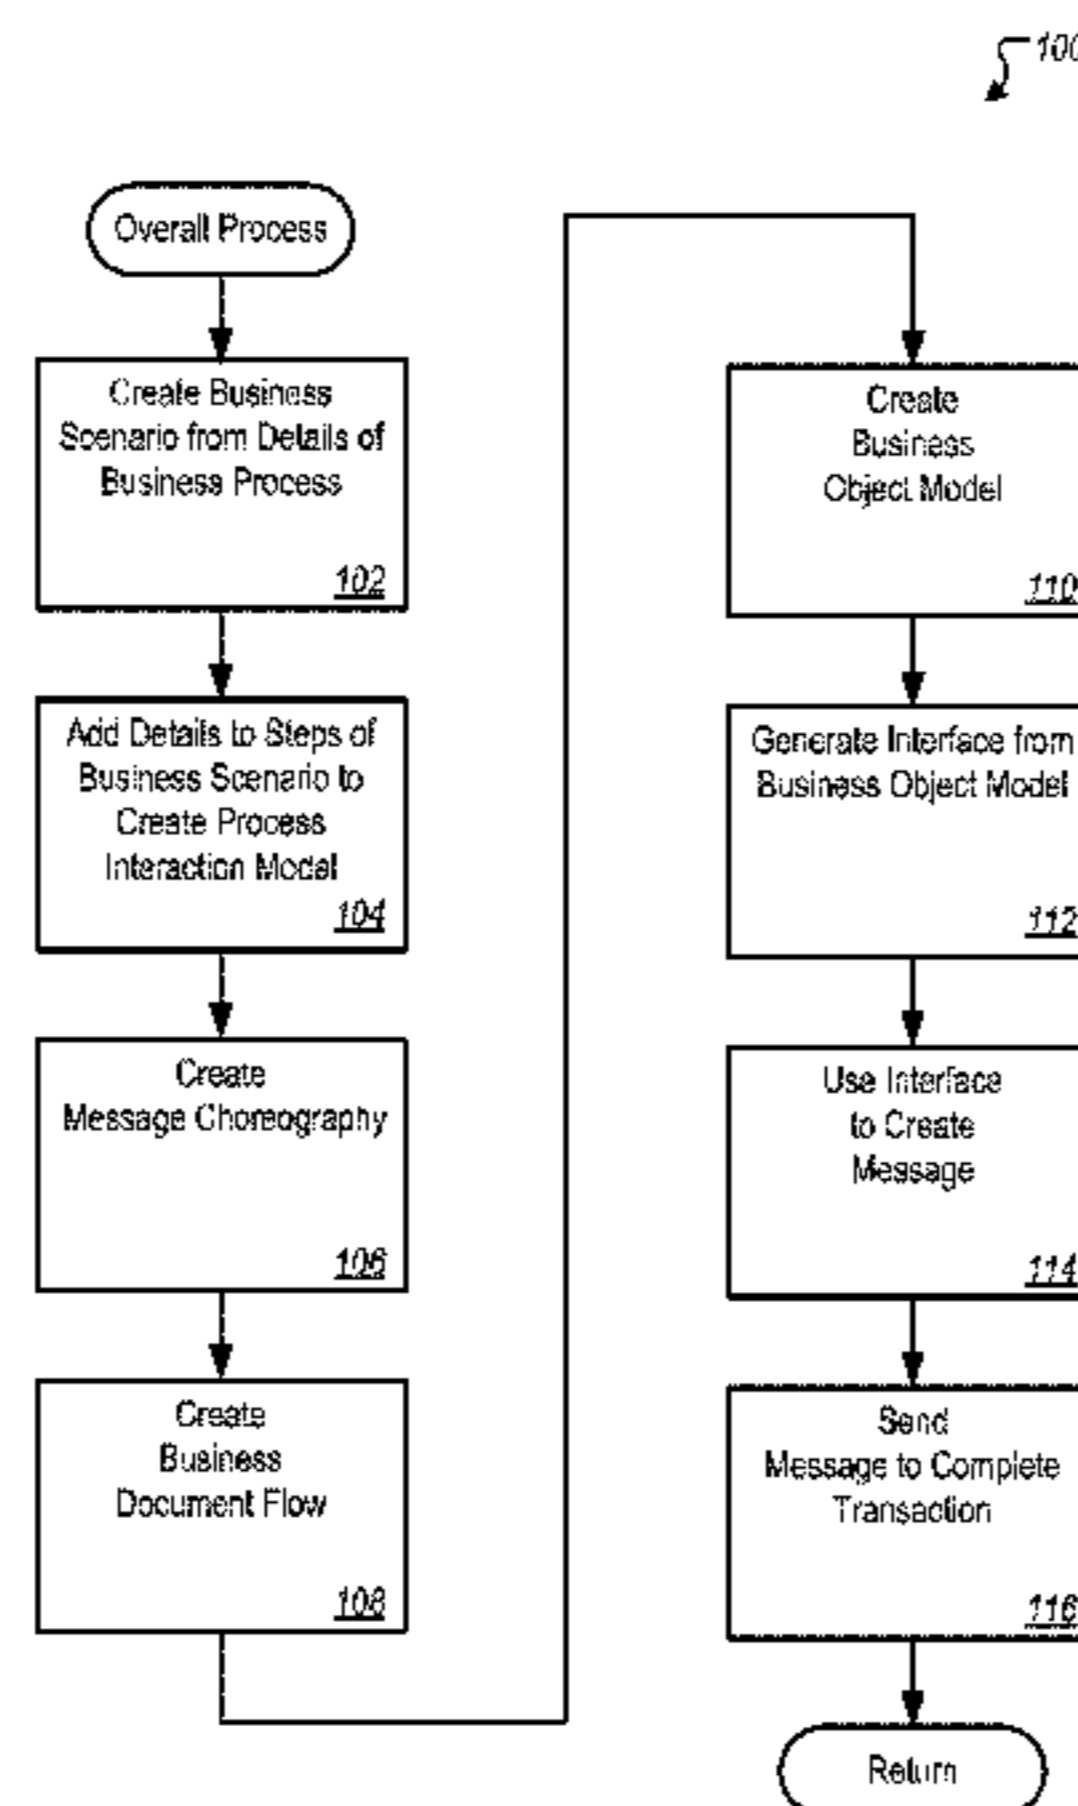 100
Overall Process
Create Business
Scenario from Details of
Business Process
102
Add Details to Steps of
Business Scenario to
Create Process
Interaction Model
104
Create
Message Choreography
106
Create
Business
Document Flow
108
Create
Business
Object Model
110
Generate Interface from
Business Object Model
112
Use Interface
to Create
Message
114
Send
Message to Complete
Transaction
116
Return